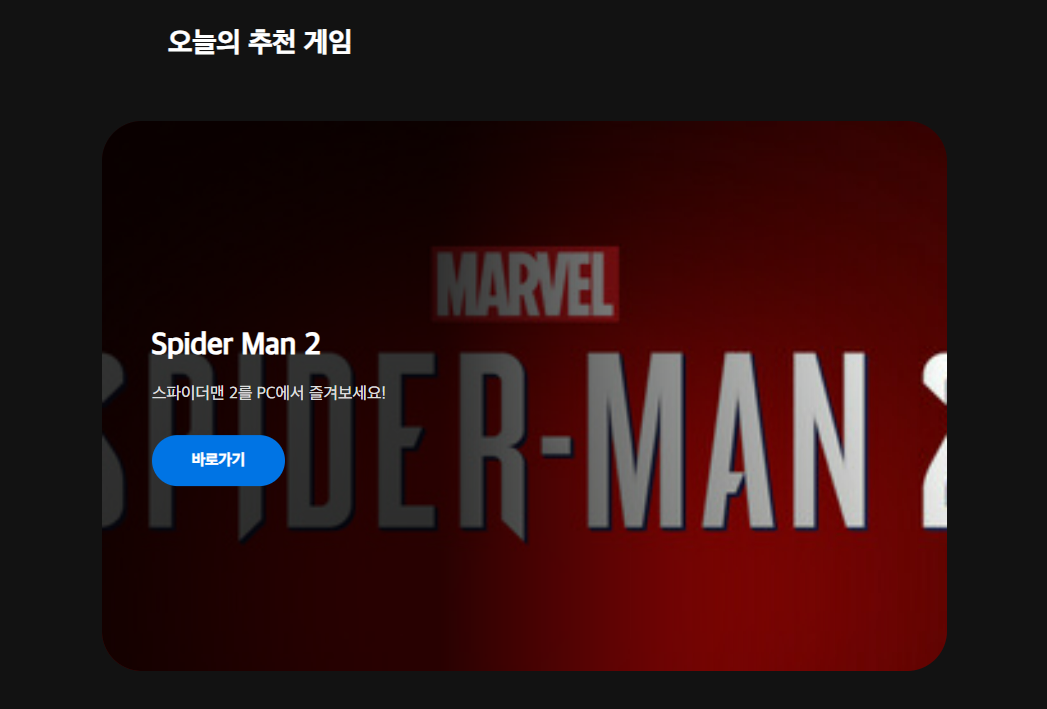 오늘의 추천 게임
MARVEL
Spider Man 2
SPIDER-MAN 2
스파이더맨 2를 PC에서 즐겨보세요!
바로가기